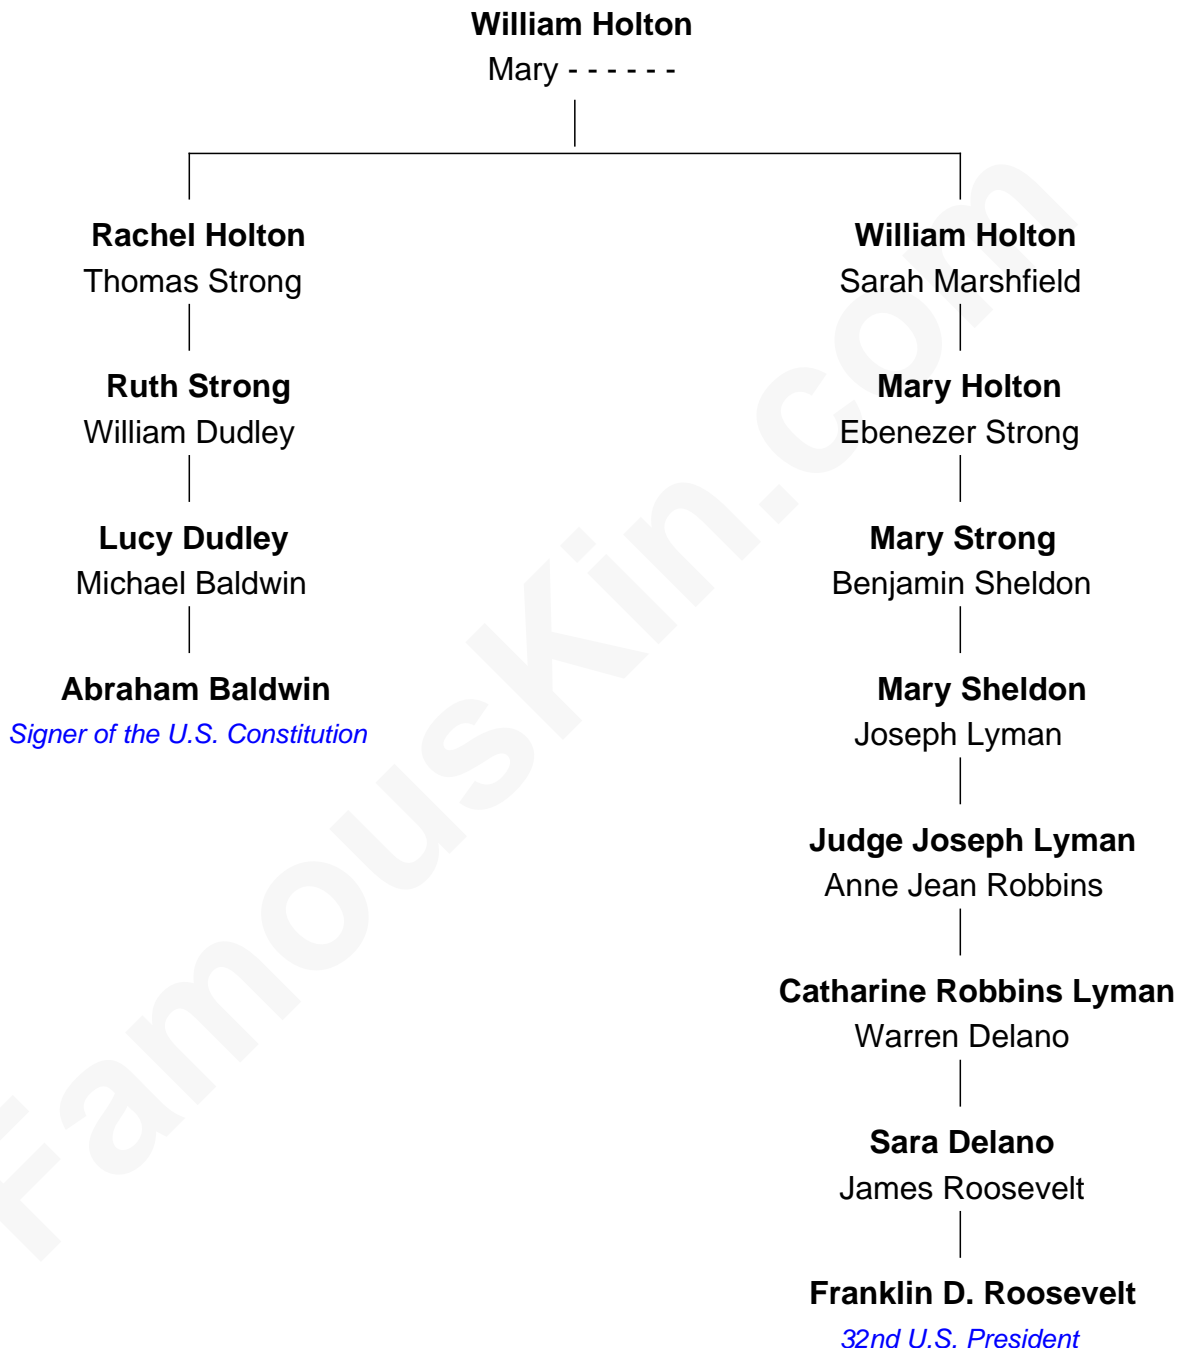 William Holton
Mary - - - - - -
Rachel Holton
Thomas Strong
William Holton
Sarah Marshfield
Ruth Strong
William Dudley
Mary Holton
Ebenezer Strong
Lucy Dudley
Michael Baldwin
Mary Strong
Benjamin Sheldon
Abraham Baldwin
Signer of the U.S. Constitution
Mary Sheldon
Joseph Lyman
Judge Joseph Lyman
Anne Jean Robbins
Catharine Robbins Lyman
Warren Delano
Sara Delano
James Roosevelt
Franklin D. Roosevelt
32nd U.S. President
FamousKin.com